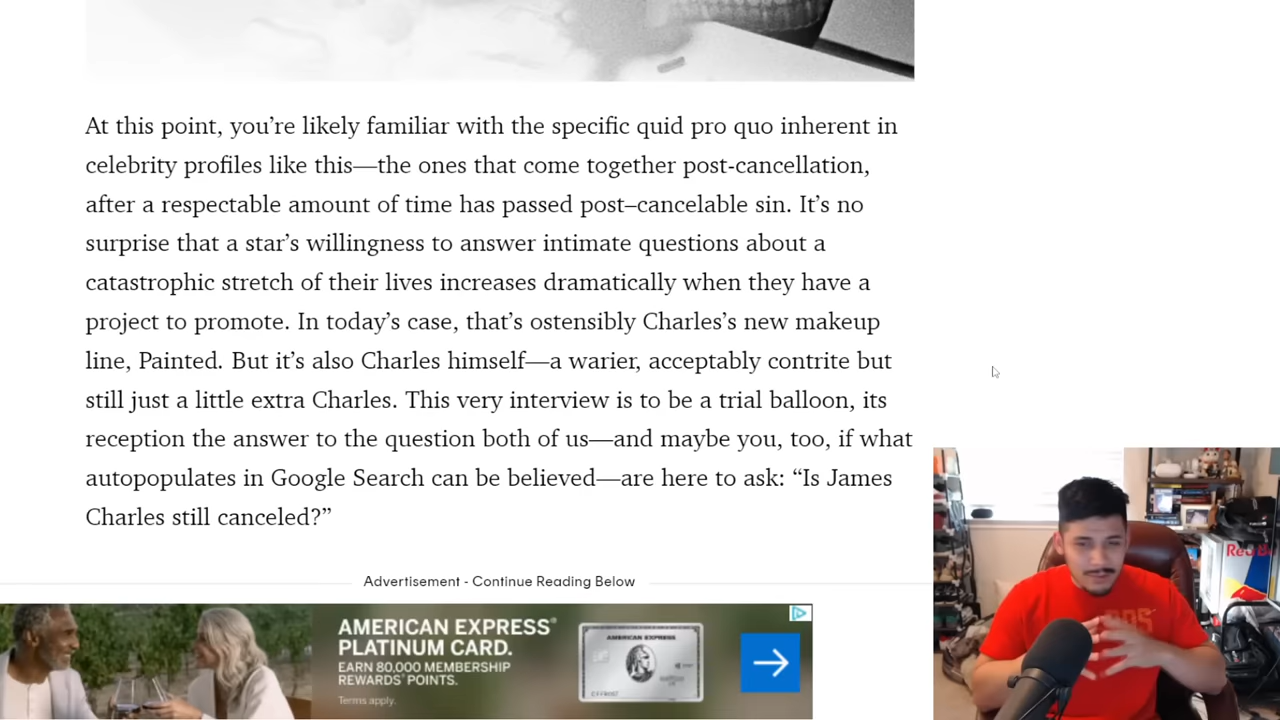 At this point, you’re likely familiar with the specific quid pro quo inherent in
celebrity profiles like this—the ones that come together post-cancellation,
after a respectable amount of time has passed post–cancelable sin. It’s no
surprise that a star’s willingness to answer intimate questions about a
catastrophic stretch of their lives increases dramatically when they have a
project to promote. In today’s case, that’s ostensibly Charles’s new makeup
line, Painted. But it’s also Charles himself—a warier, acceptably contrite but
still just a little extra Charles. This very interview is to be a trial balloon, its
reception the answer to the question both of us—and maybe you, too, if what
autopopulates in Google Search can be believed—are here to ask: “Is James
Charles still canceled?”
Advertisement - Continue Reading Below
AMERICAN EXPRESS®
PLATINUM CARD.
EARN 80,000 MEMBERSHIP
REWARDS® POINTS.
Terms apply.
AMERICAN EXPRESS
C F FROST
Red B